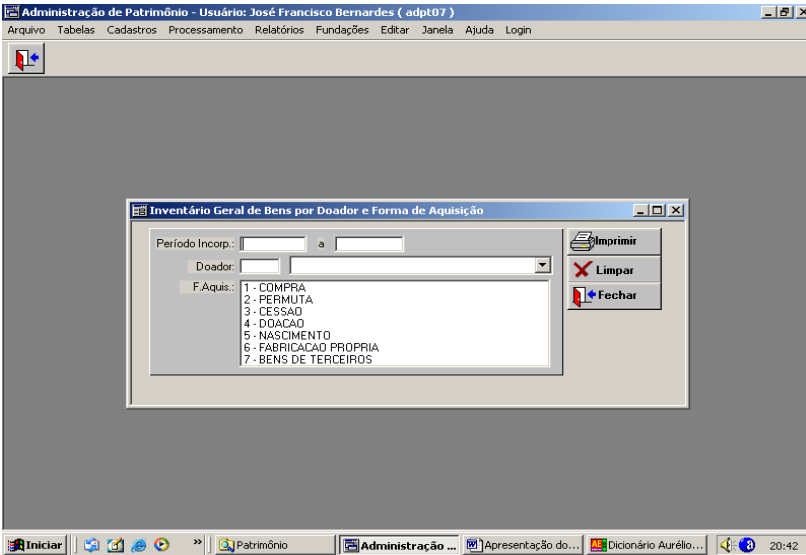 Administração de Patrimônio - Usuário: José Francisco Bernardes ( adpt07 )
Arquivo Tabelas Cadastros Processamento Relatórios Fundações Editar Janela Ajuda Login
Inventário Geral de Bens por Doador e Forma de Aquisição
Período Incorp.: a
Imprimir
Doador:
Limpar
F.Aquis.: 1 - COMPRA
Fechar
2 - PERMUTA
3 - CESSAO
4 - DOACAO
5 - NASCIMENTO
6 - FABRICACAO PROPRIA
7 - BENS DE TERCEIROS
Iniciar » Patrimônio Administração ... Apresentação do... Dicionário Aurélio... 20:42